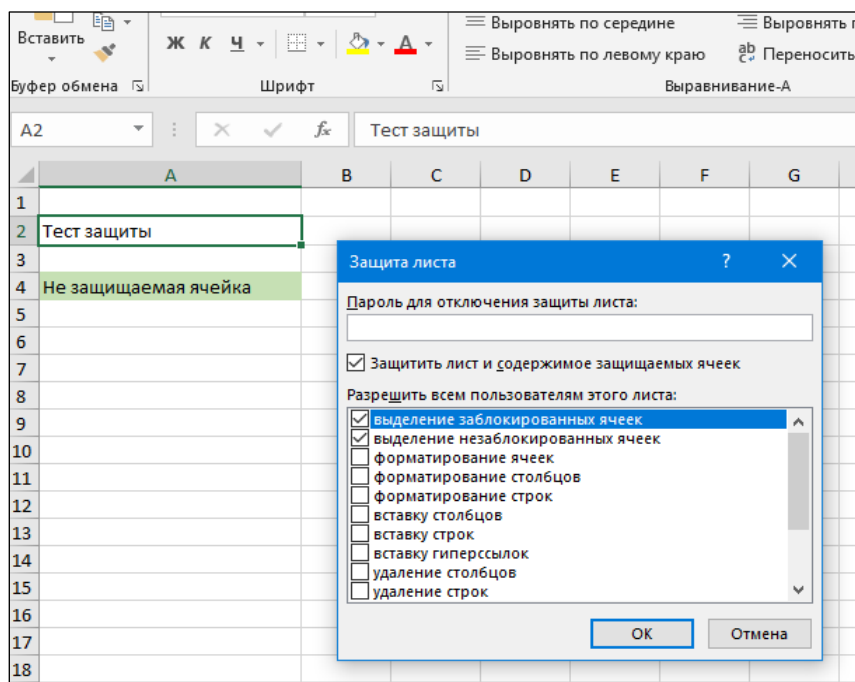 Вставить
Ж К Ч А
Выровнять по середине
Выровнять
Выровнять по левому краю
ab Переносить
Буфер обмена
Шрифт
Выравнивание-А
A2
fx
Тест защиты
A B C D E F G
1
2 Тест защиты
3
4 Не защищаемая ячейка
5
6
7
8
9
10
11
12
13
14
15
16
17
18
Защита листа ?
Пароль для отключения защиты листа:
Защитить лист и содержимое защищаемых ячеек
Разрешить всем пользователям этого листа:
выделение заблокированных ячеек
выделение незаблокированных ячеек
форматирование ячеек
форматирование столбцов
форматирование строк
вставку столбцов
вставку строк
вставку гиперссылок
удаление столбцов
удаление строк
ОК
Отмена